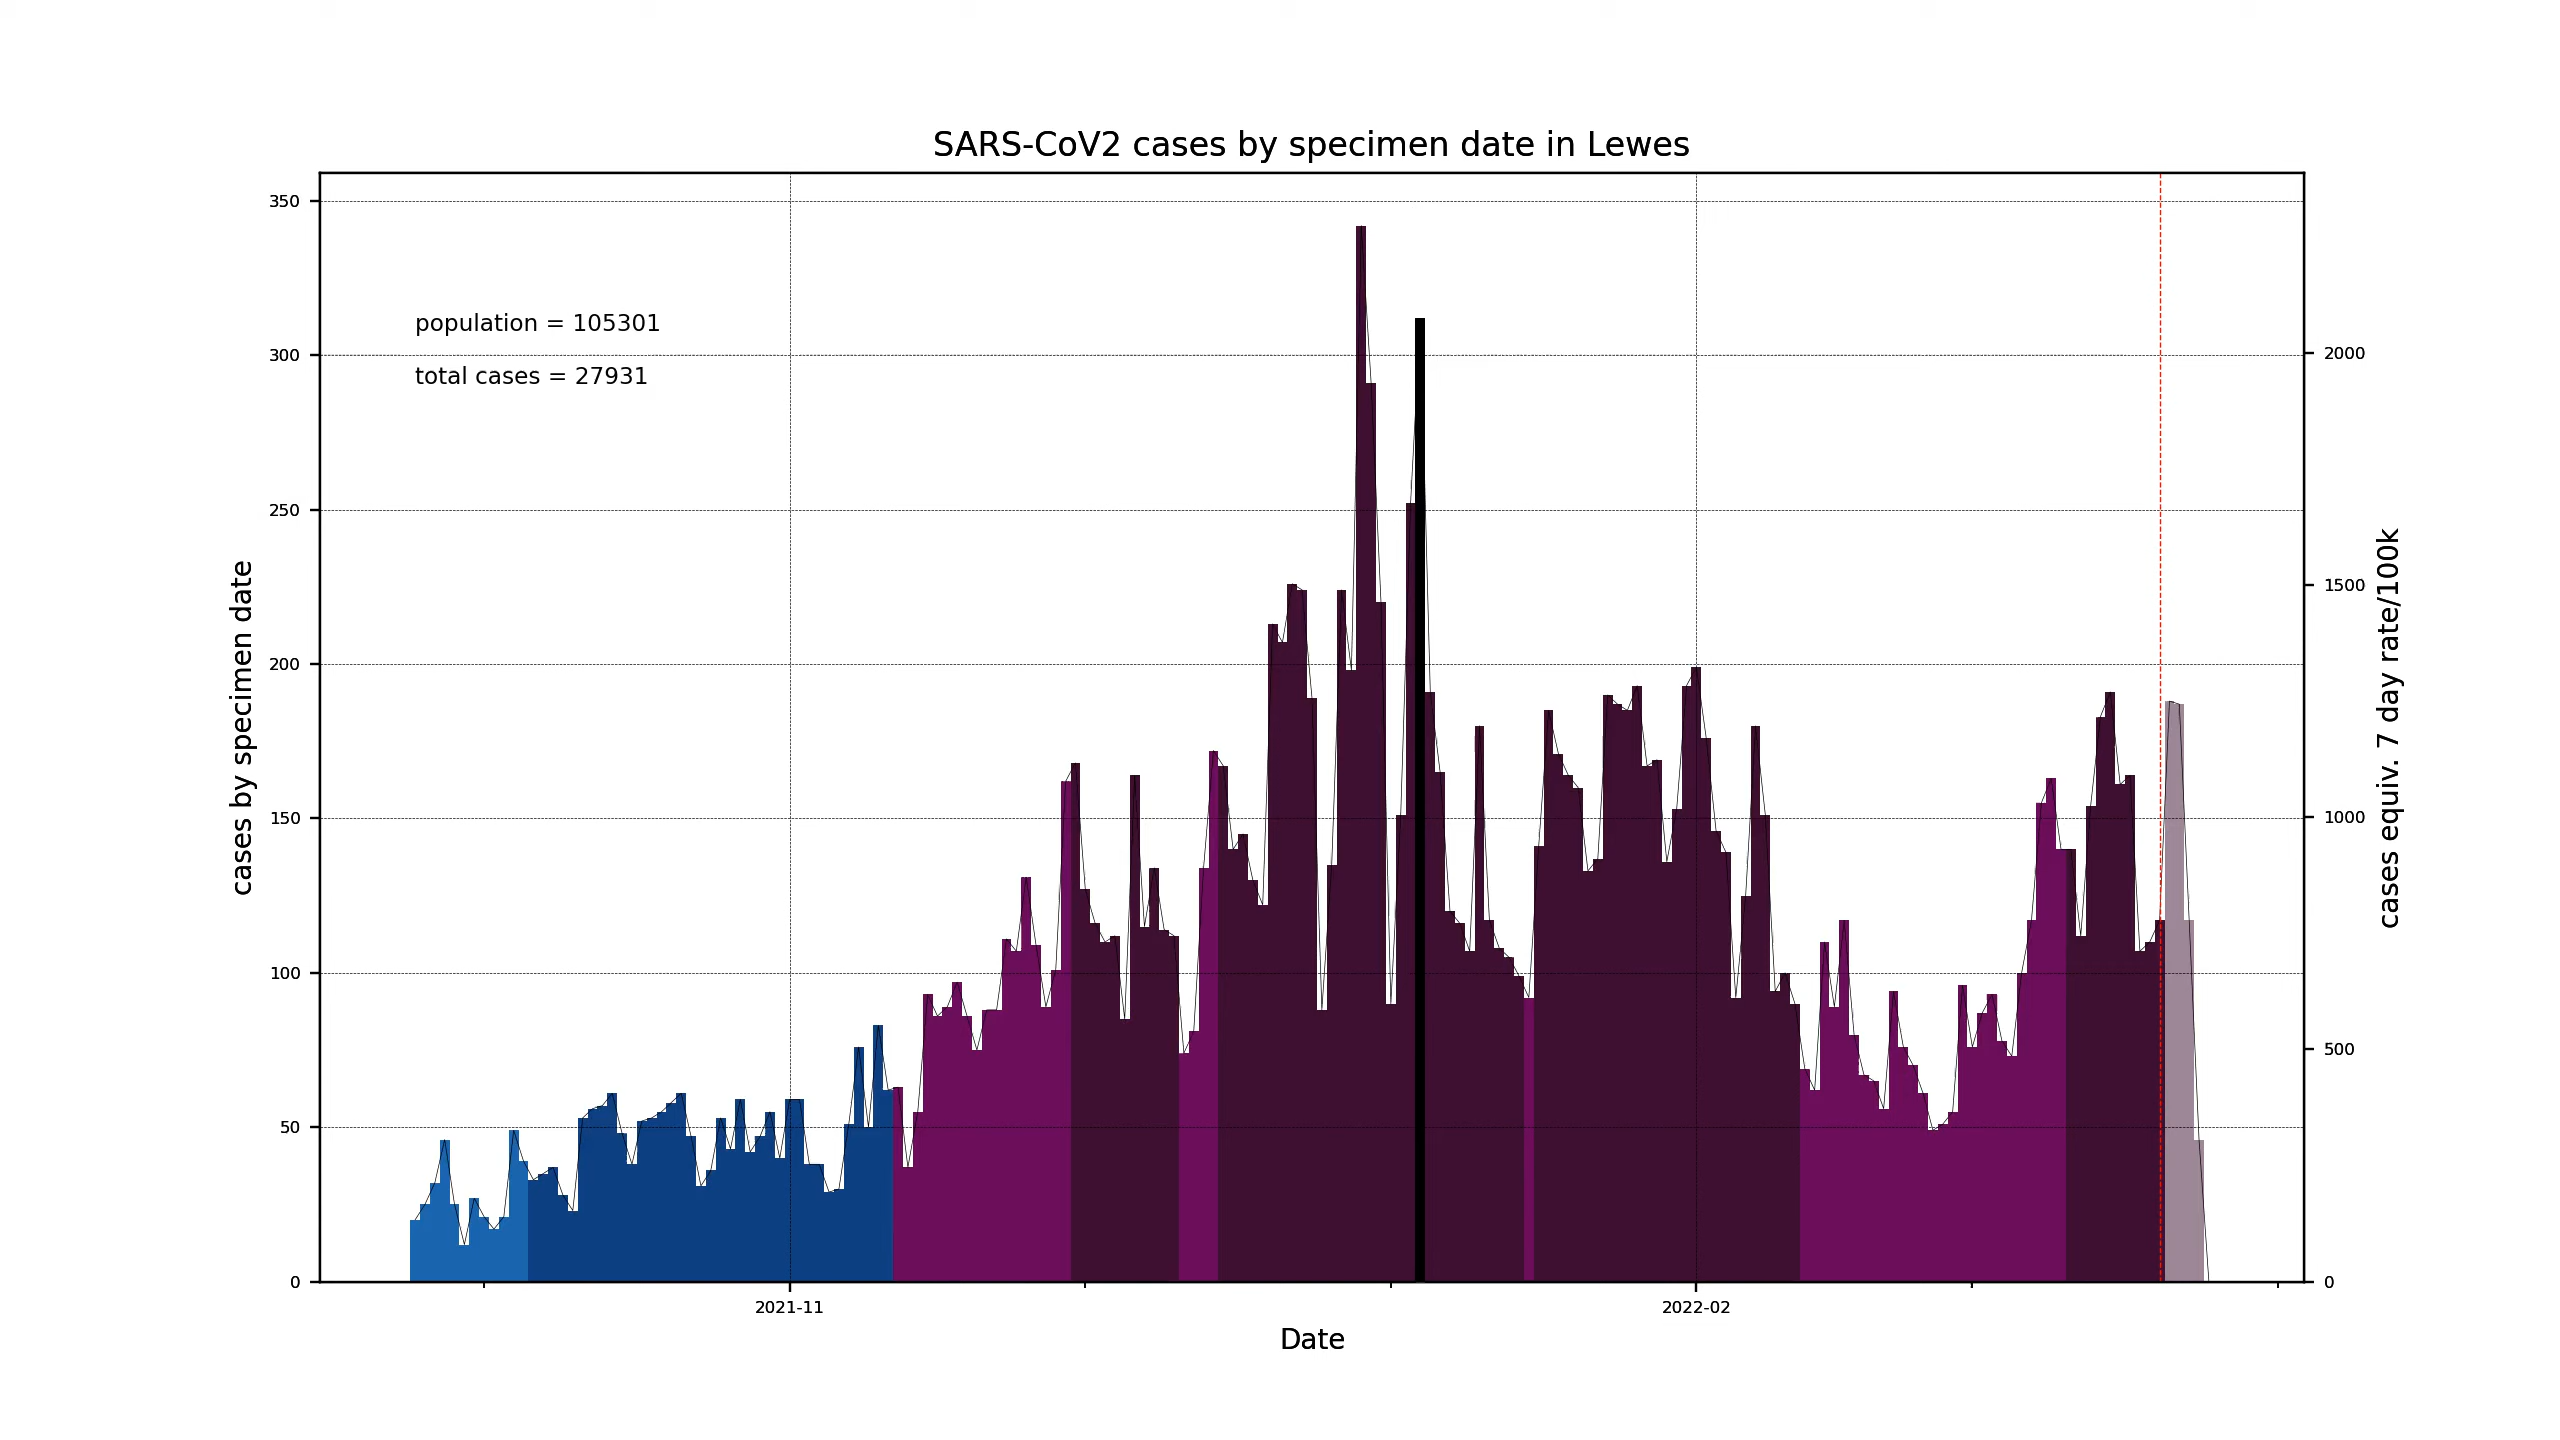 SARS-CoV2 cases by specimen date in Lewes
population = 105301
total cases = 27931
cases by specimen date
350
300
250
200
150
100
50
0
2000
1500
1000
500
0
cases equiv. 7 day rate/100k
2021-11
2022-02
Date